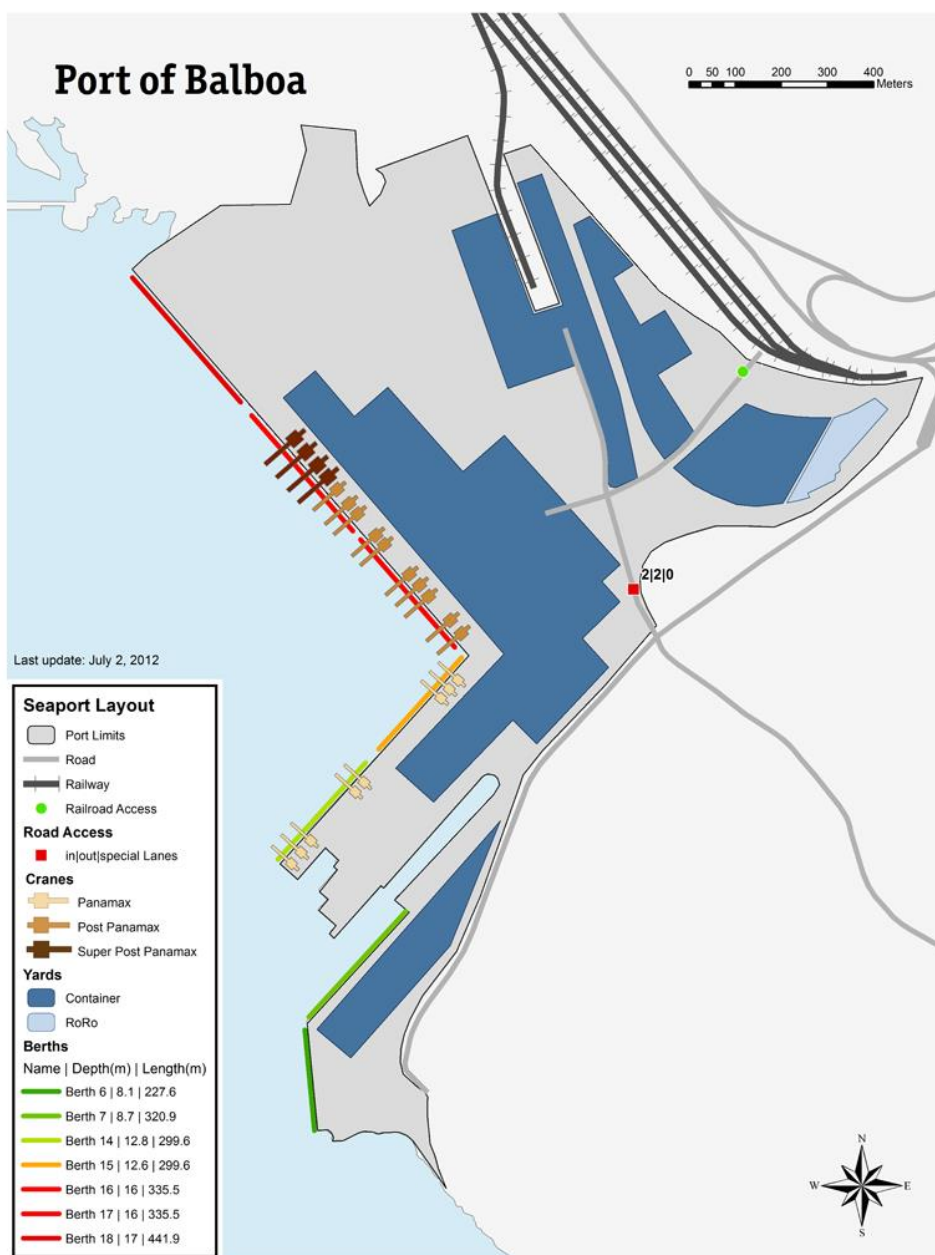 Port of Balboa
0 50 100 200 300 400
Meters
2|2|0
Last update: July 2, 2012
Seaport Layout
Port Limits
Road
Railway
Railroad Access
Road Access
in|out|special Lanes
Cranes
Panamax
Post Panamax
Super Post Panamax
Yards
Container
RoRo
Berths
Name | Depth(m) | Length(m)
Berth 6 | 8.1 | 227.6
Berth 7 | 8.7 | 320.9
Berth 14 | 12.8 | 299.6
Berth 15 | 12.6 | 299.6
Berth 16 | 16 | 335.5
Berth 17 | 16 | 335.5
Berth 18 | 17 | 441.9
N
W E
S